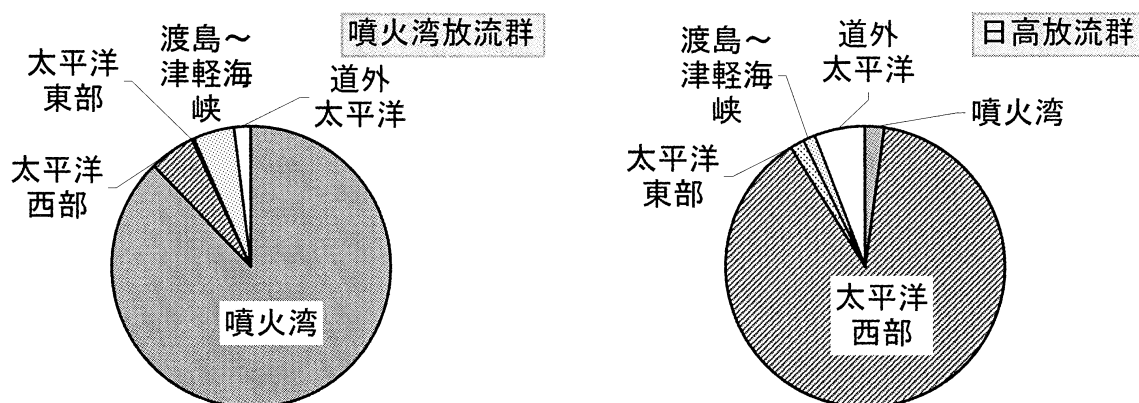 噴火湾放流群
渡島～
津軽海
峡
太平洋
東部
道外
太平洋
太平洋
西部
噴火湾
日高放流群
渡島～
津軽海
峡
道外
太平洋
噴火湾
太平洋
東部
太平洋
西部